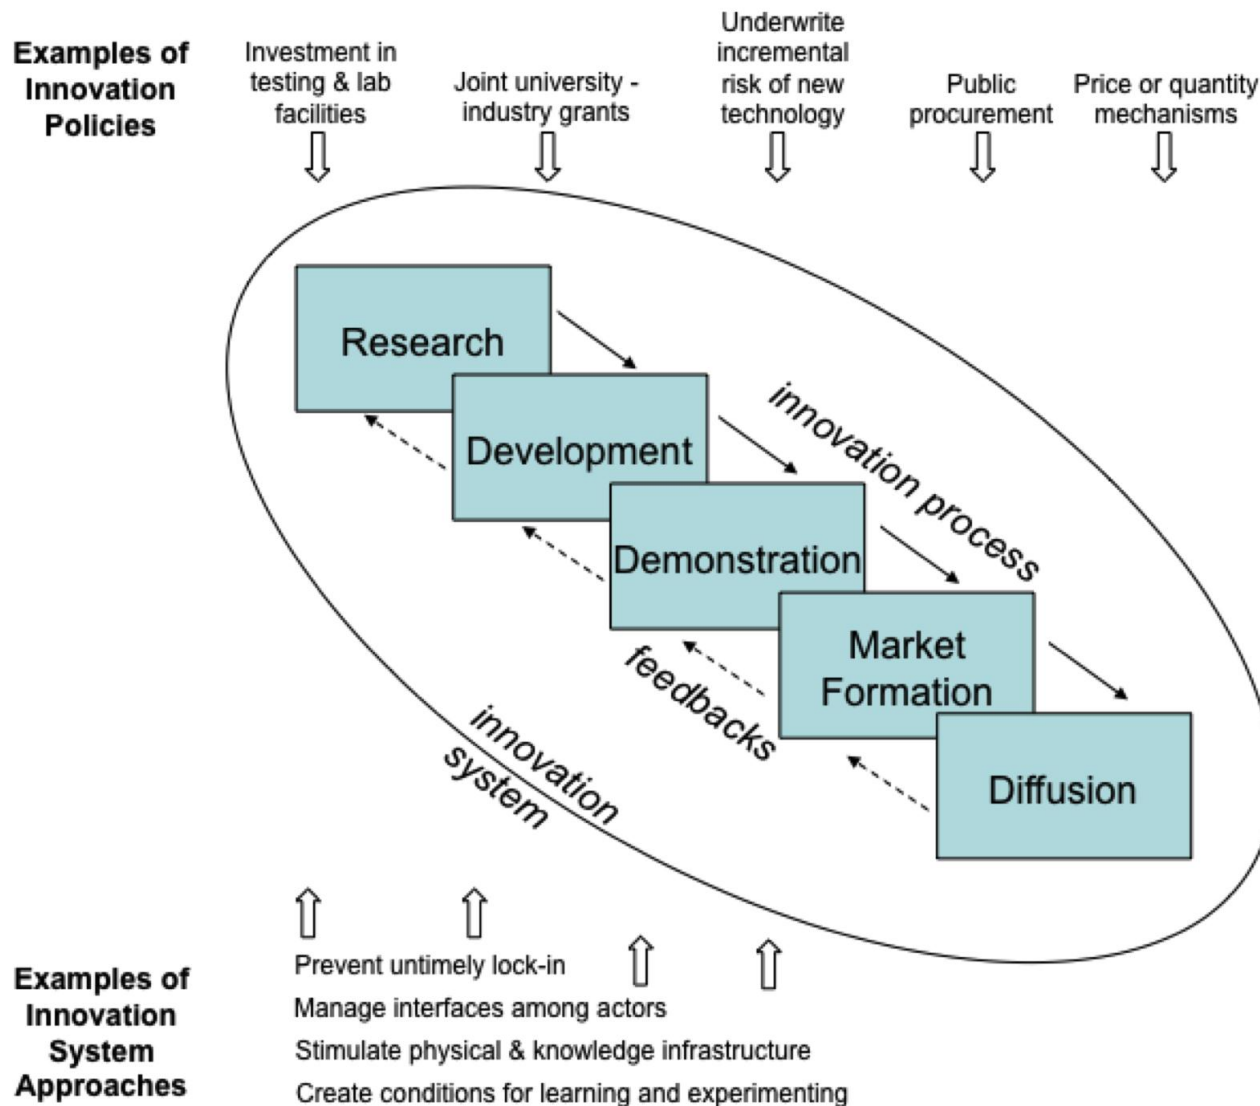 Examples of
Innovation
Policies
Investment in
testing & lab
facilities
Joint university -
industry grants
Underwrite
incremental
risk of new
technology
Public
procurement
Price or quantity
mechanisms
Research
Development
Demonstration
Market
Formation
Diffusion
innovation process
feedbacks
innovation
system
Examples of
Innovation
System
Approaches
Prevent untimely lock-in
Manage interfaces among actors
Stimulate physical & knowledge infrastructure
Create conditions for learning and experimenting